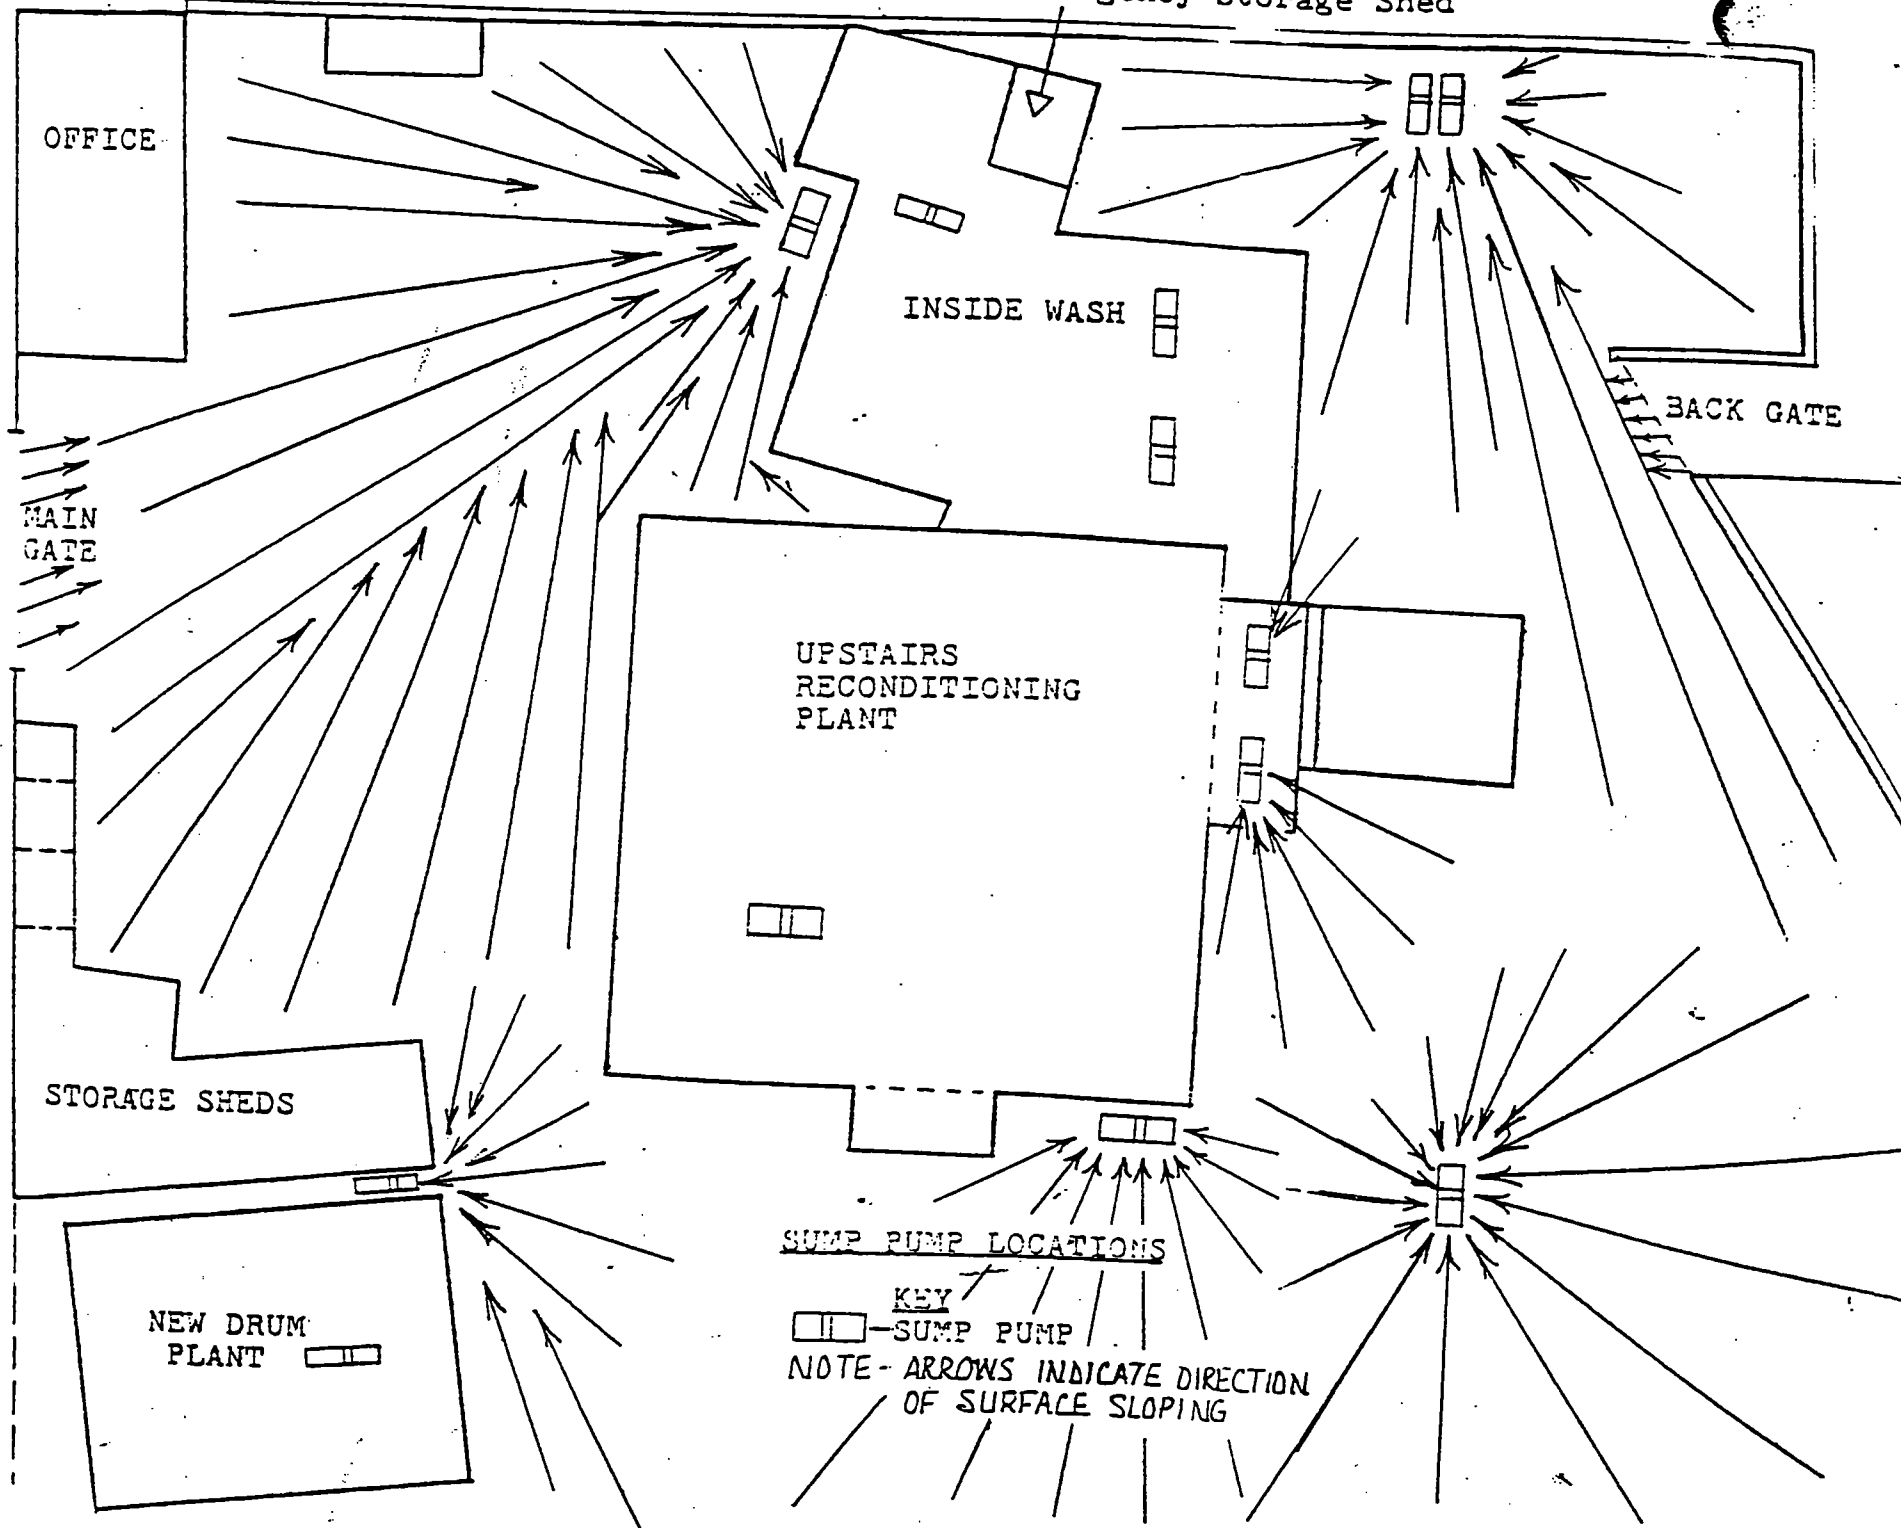 Storage Shed
OFFICE
INSIDE WASH
BACK GATE
MAIN
GATE
UPSTAIRS
RECONDITIONING
PLANT
STORAGE SHEDS
SUMP PUMP LOCATIONS
KEY
SUMP PUMP
NEW DRUM
PLANT
NOTE - ARROWS INDICATE DIRECTION
OF SURFACE SLOPING